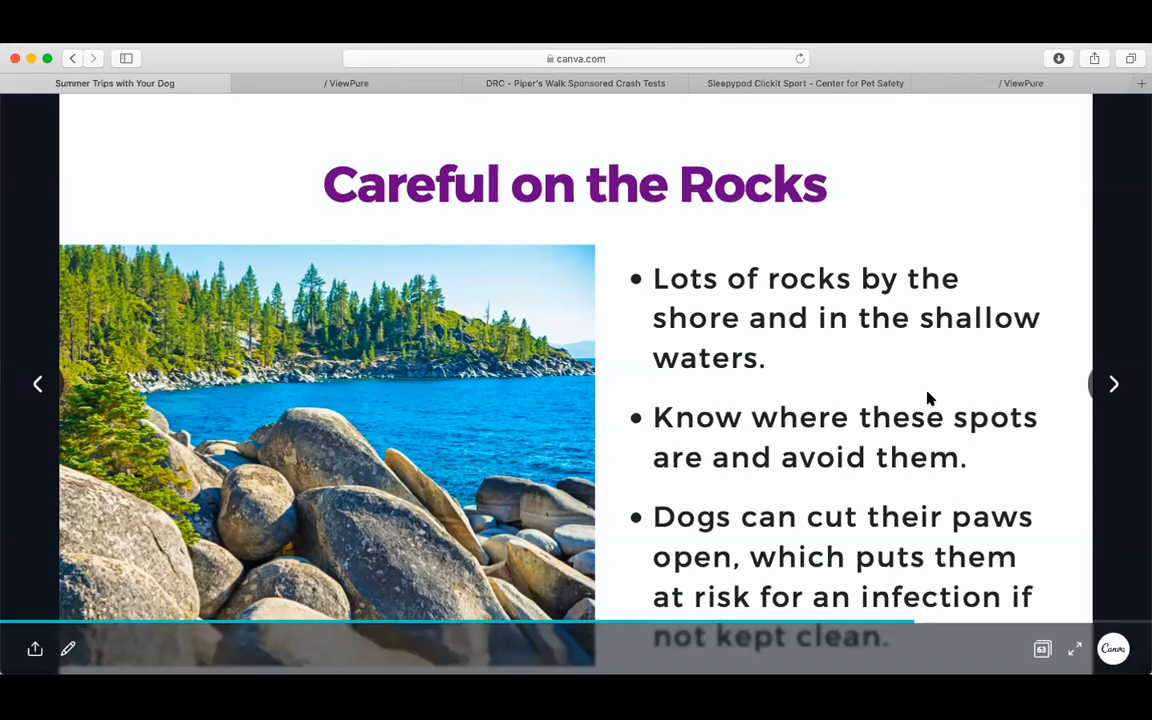 canva.com
Summer Trips with Your Dog
/ ViewPure
DRC - Piper's Walk Sponsored Crash Tests
Sleepypod Clickit Sport - Center for Pet Safety
/ ViewPure
Careful on the Rocks
• Lots of rocks by the
shore and in the shallow
waters.
• Know where these spots
are and avoid them.
• Dogs can cut their paws
open, which puts them
at risk for an infection if
not kept clean.
63
Canva